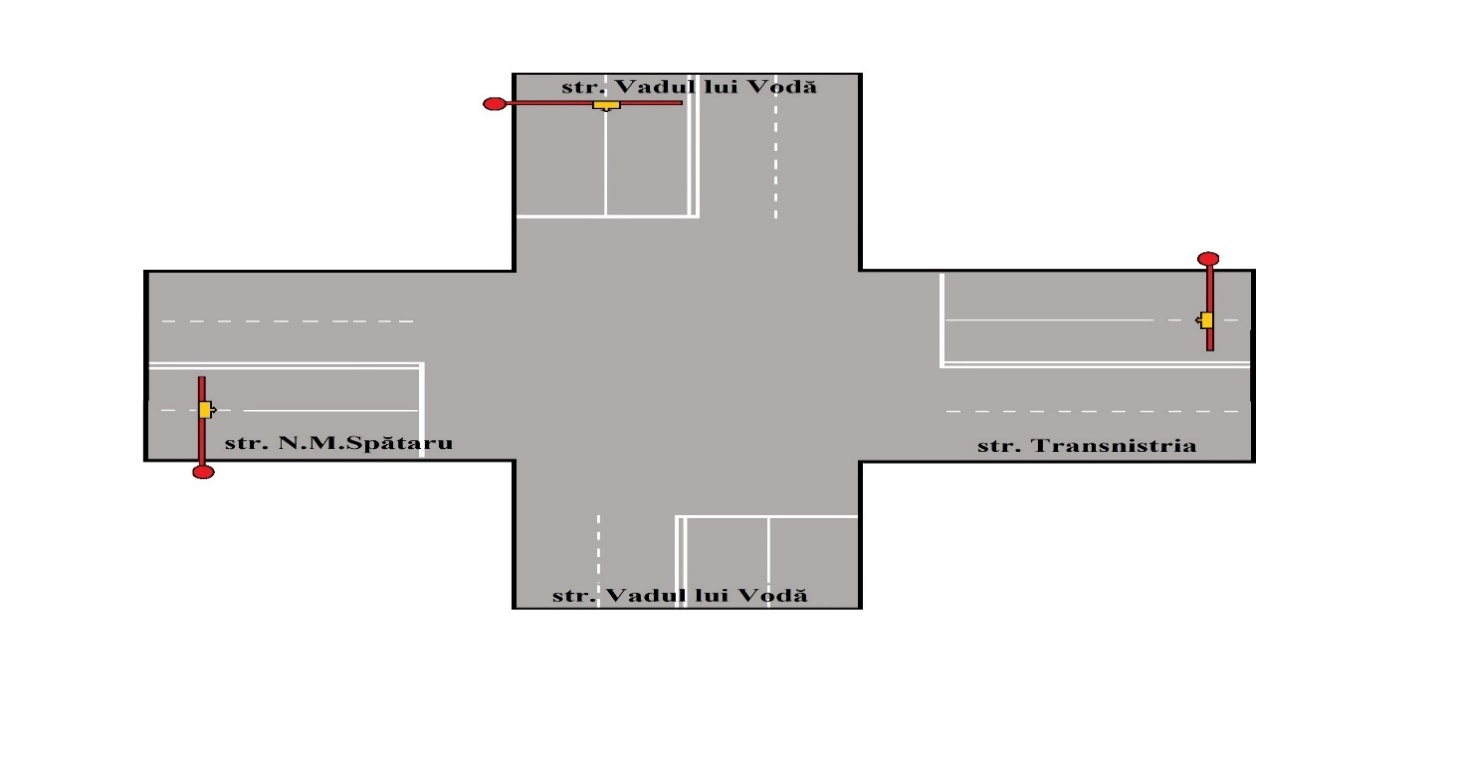 str. Vadul lui Vodă
str. N.M.Spătaru
str. Transnistria
str. Vadul lui Vodă